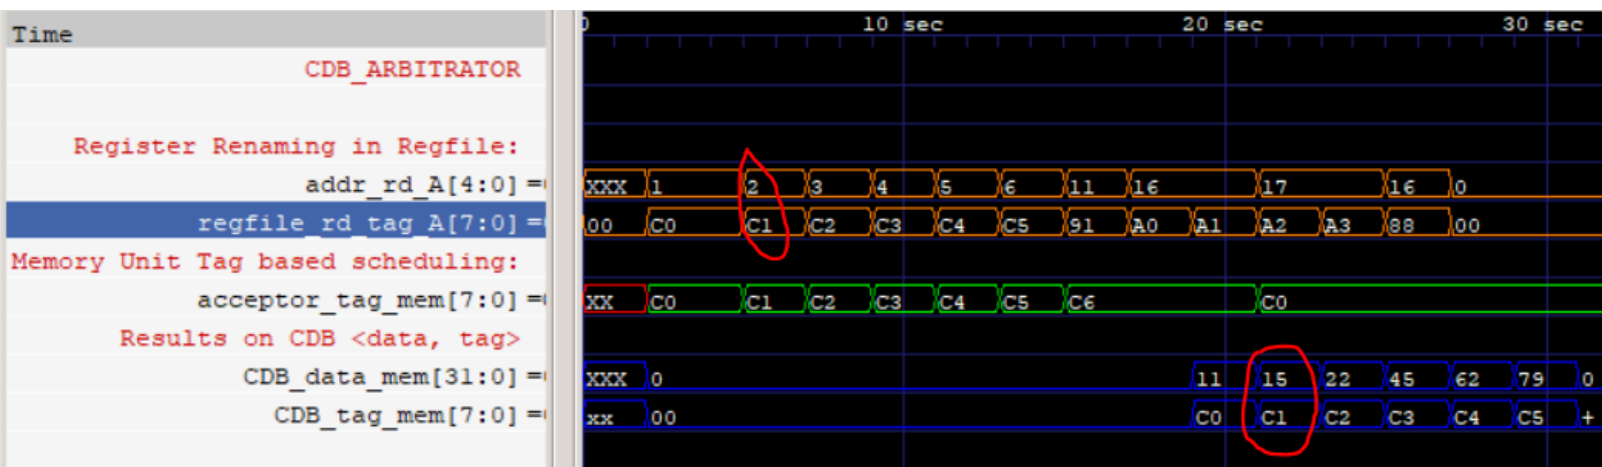 0 10 sec 20 sec 30 sec
Time
CDB_ARBITRATOR
Register Renaming in Regfile:
addr_rd_A[4:0] = XXX 1 2 3 4 5 6 11 16 17 16 0
regfile_rd_tag_A[7:0] = 00 C0 C1 C2 C3 C4 C5 91 A0 A1 A2 A3 88 00
Memory Unit Tag based scheduling:
acceptor_tag_mem[7:0] = xx C0 C1 C2 C3 C4 C5 C6 C0
Results on CDB <data, tag>
CDB_data_mem[31:0] = XXX 0 11 15 22 45 62 79 0
CDB_tag_mem[7:0] = xx 00 C0 C1 C2 C3 C4 C5 +